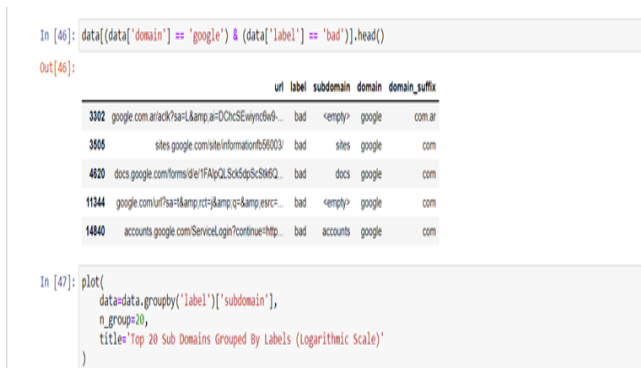 In [46]: data[(data['domain'] == 'google') & (data['label'] == 'bad')].head()
Out[46]:
url label subdomain domain domain_suffix
3302 google.com.ar/aclk?sa=L&amp;ai=DChcSEwiync6w9-... bad <empty> google com.ar
3505 sites.google.com/site/informationfb56003/ bad sites google com
4620 docs.google.com/forms/d/e/1FAIpQLSck5dpScStk6Q... bad docs google com
11344 google.com/url?sa=t&amp;rct=j&amp;q=&amp;esrc=... bad <empty> google com
14840 accounts.google.com/ServiceLogin?continue=http... bad accounts google com
In [47]: plot(
data=data.groupby('label')['subdomain'],
n_group=20,
title='Top 20 Sub Domains Grouped By Labels (Logarithmic Scale)'
)